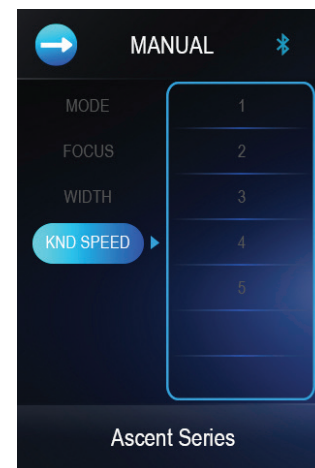 MANUAL
MODE
FOCUS
WIDTH
KND SPEED
1
2
3
4
5
Ascent Series